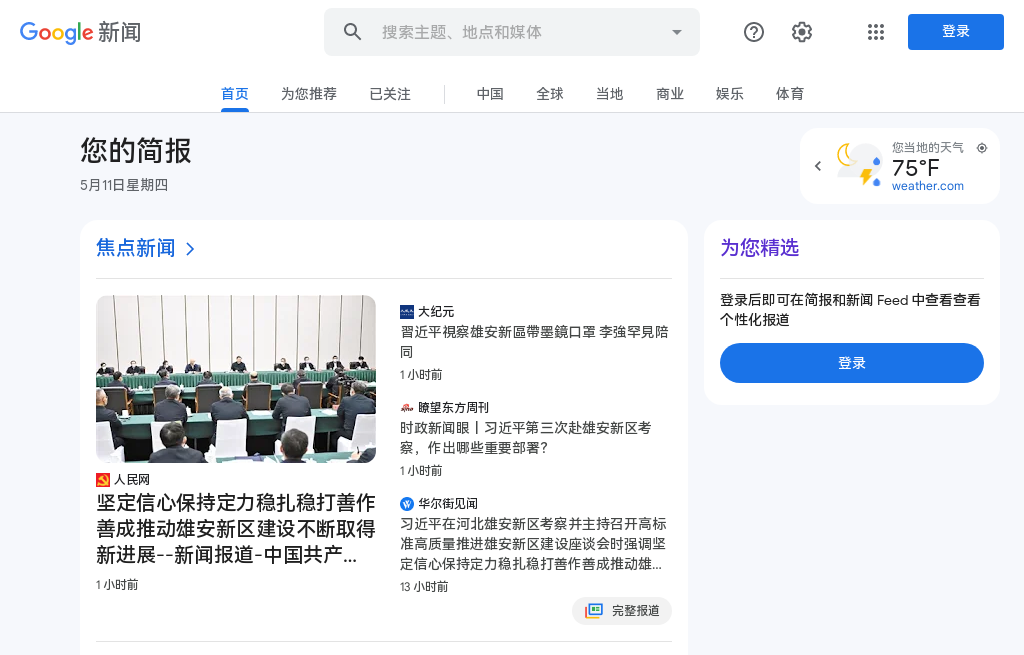 Google 新闻
搜索主题、地点和媒体
登录
首页
为您推荐
已关注
中国
全球
当地
商业
娱乐
体育
您的简报
5月11日星期四
您当地的天气
75°F
weather.com
焦点新闻
人民网
坚定信心保持定力稳扎稳打善作
善成推动雄安新区建设不断取得
新进展--新闻报道-中国共产...
1 小时前
大纪元
習近平視察雄安新區帶墨鏡口罩 李強罕見陪
同
1 小时前
瞭望东方周刊
时政新闻眼丨习近平第三次赴雄安新区考
察，作出哪些重要部署？
1 小时前
华尔街见闻
习近平在河北雄安新区考察并主持召开高标
准高质量推进雄安新区建设座谈会时强调坚
定信心保持定力稳扎稳打善作善成推动雄...
13 小时前
完整报道
为您精选
登录后即可在简报和新闻 Feed 中查看查看
个性化报道
登录